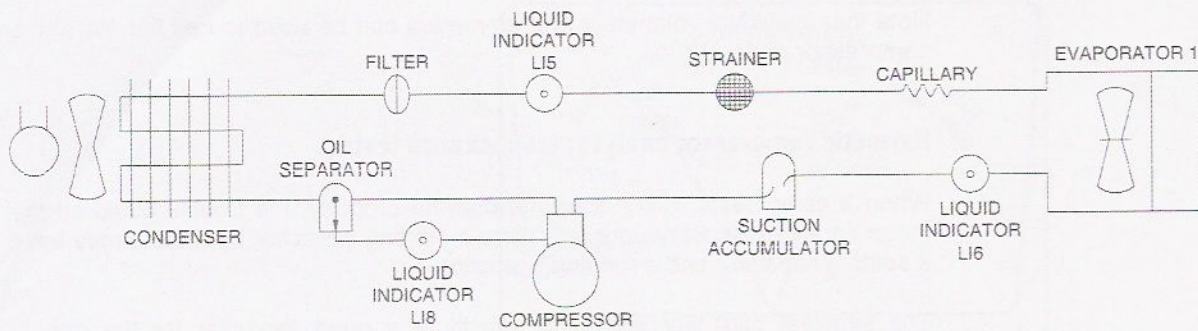 LIQUID
INDICATOR
LI5
FILTER
STRAINER
CAPILLARY
EVAPORATOR 1
OIL
SEPARATOR
CONDENSER
LIQUID
INDICATOR
LI8
COMPRESSOR
SUCTION
ACCUMULATOR
LIQUID
INDICATOR
LI6